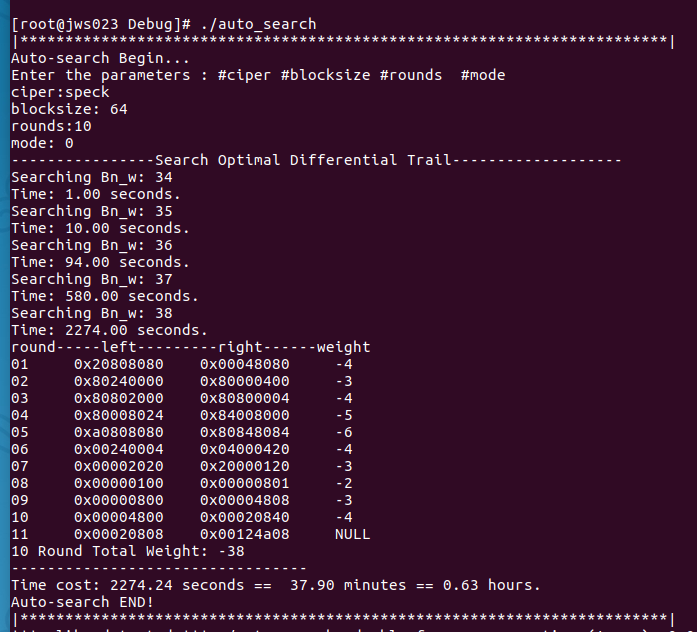 [root@jws023 Debug]# ./auto_search
|************************************************************************|
Auto-search Begin...
Enter the parameters : #ciper #blocksize #rounds  #mode
ciper:speck
blocksize: 64
rounds:10
mode: 0
----------------Search Optimal Differential Trail-------------------
Searching Bn_w: 34
Time: 1.00 seconds.
Searching Bn_w: 35
Time: 10.00 seconds.
Searching Bn_w: 36
Time: 94.00 seconds.
Searching Bn_w: 37
Time: 580.00 seconds.
Searching Bn_w: 38
Time: 2274.00 seconds.
round-----left---------right------weight
01     0x20808080    0x00048080     -4
02     0x80240000    0x80000400     -3
03     0x80802000    0x80800004     -4
04     0x80008024    0x84008000     -5
05     0xa0808080    0x80848084     -6
06     0x00240004    0x04000420     -4
07     0x00002020    0x20000120     -3
08     0x00000100    0x00000801     -2
09     0x00000800    0x00004808     -3
10     0x00004800    0x00020840     -4
11     0x00020808    0x00124a08     NULL
10 Round Total Weight: -38
---------------------------------
Time cost: 2274.24 seconds ==  37.90 minutes == 0.63 hours.
Auto-search END!
|************************************************************************|